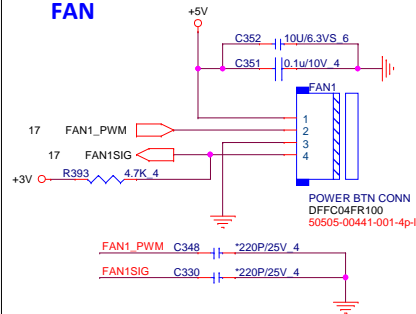 FAN
+5V
C352 10U/6.3VS_6
C351 0.1u/10V_4
FAN1
1
17 FAN1_PWM 2
3
17 FAN1SIG 4
+3V R393 4.7K_4
POWER BTN CONN
DFFC04FR100
50505-00441-001-4p-l
FAN1_PWM C348 *220P/25V_4
FAN1SIG C330 *220P/25V_4